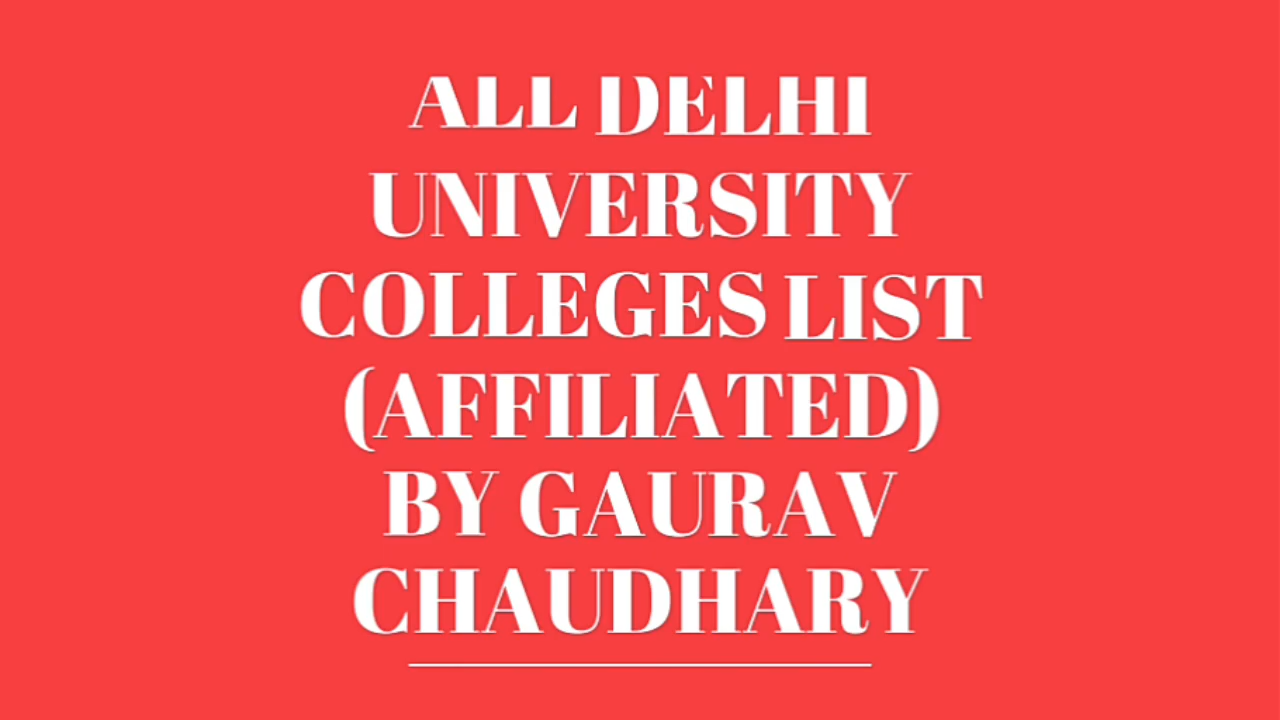 ALL DELHI
UNIVERSITY
COLLEGES LIST
(AFFILIATED)
BY GAURAV
CHAUDHARY